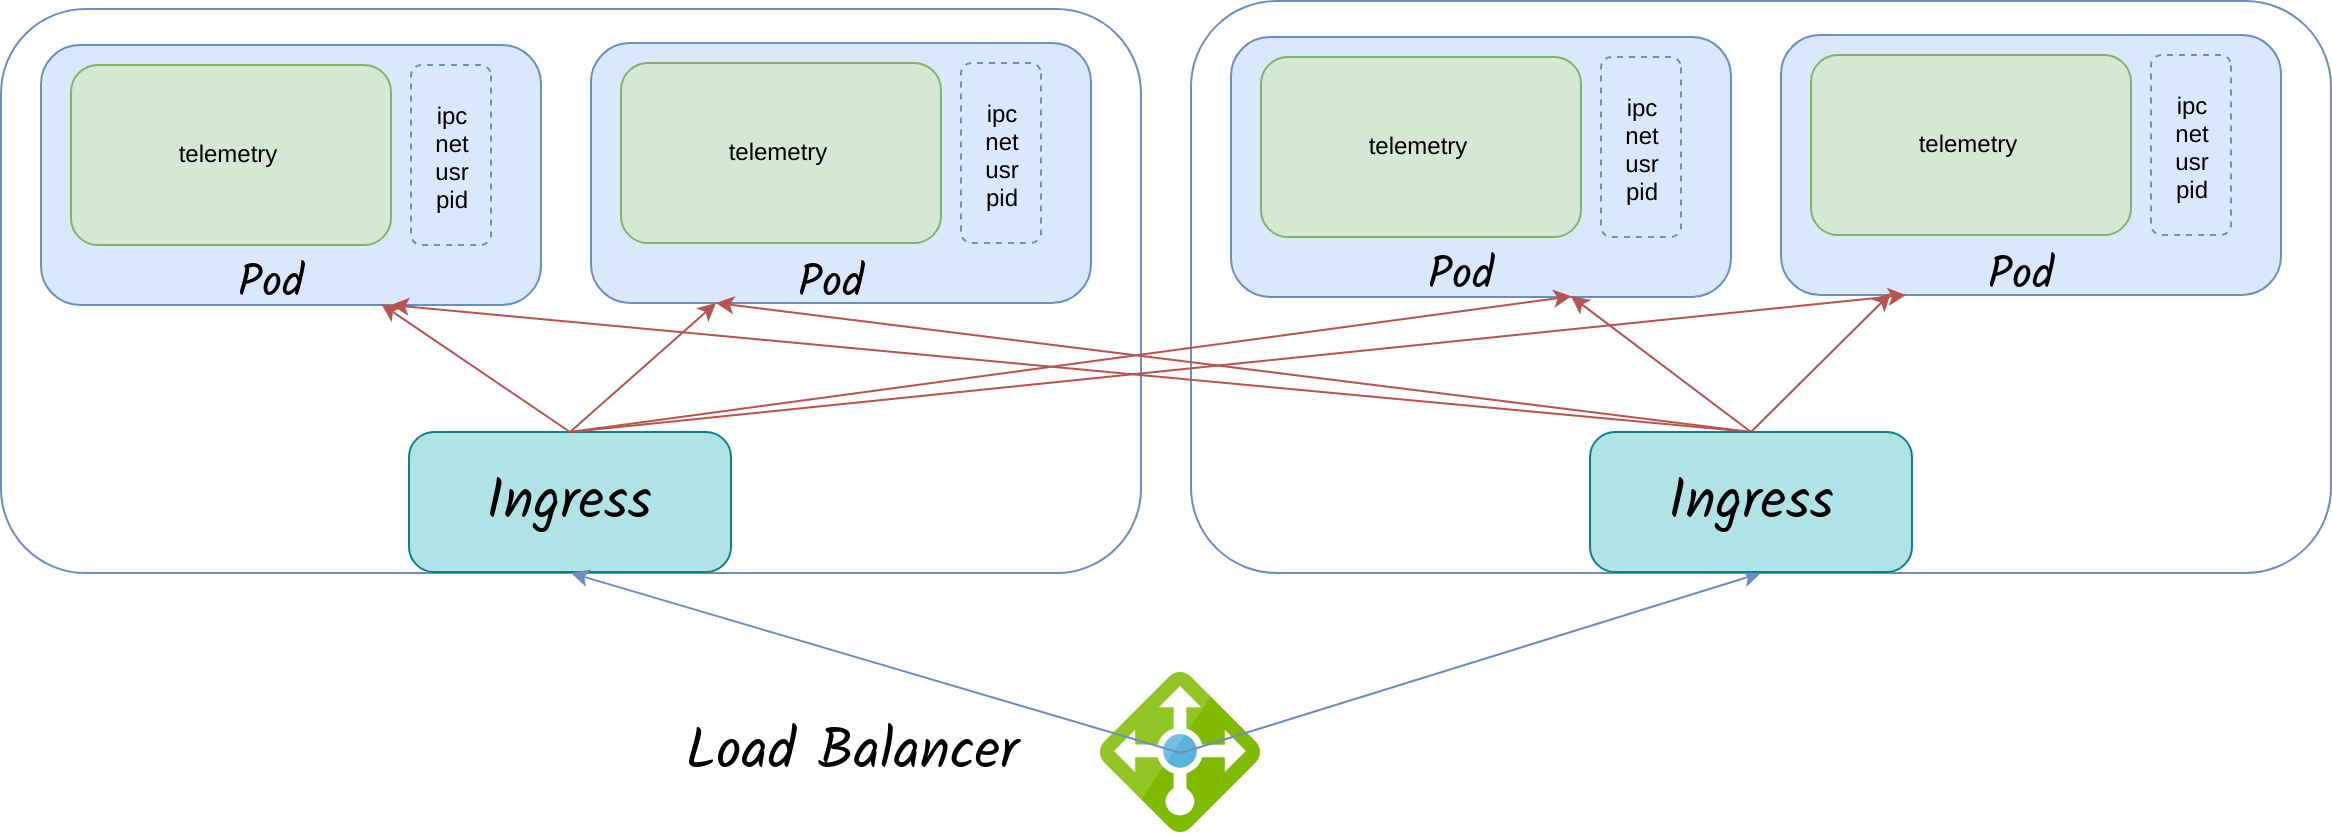 telemetry
ipc
net
usr
pid
Pod
telemetry
ipc
net
usr
pid
Pod
telemetry
ipc
net
usr
pid
Pod
telemetry
ipc
net
usr
pid
Pod
Ingress
Ingress
Load Balancer